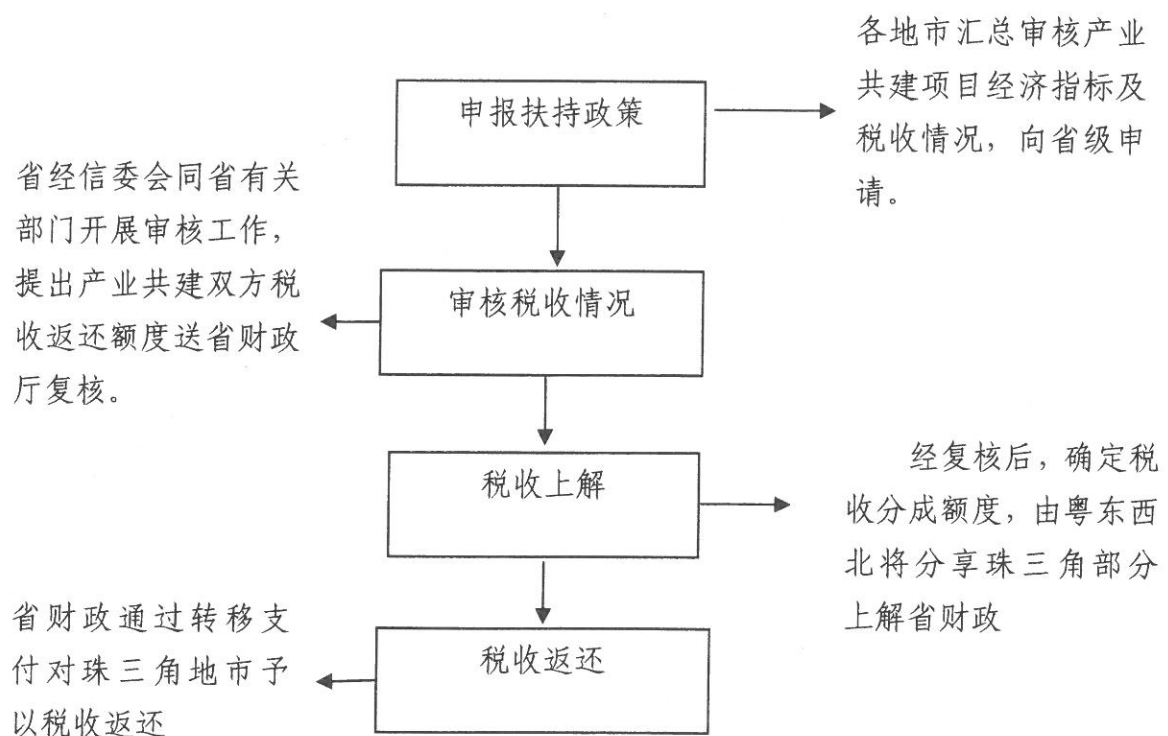 各地市汇总审核产业
共建项目经济指标及
税收情况，向省级申
请。
申报扶持政策
省经信委会同省有关
部门开展审核工作，
提出产业共建双方税
收返还额度送省财政
厅复核。
审核税收情况
税收上解
经复核后，确定税
收分成额度，由粤东西
北将分享珠三角部分
上解省财政
省财政通过转移支
付对珠三角地市予
以税收返还
税收返还